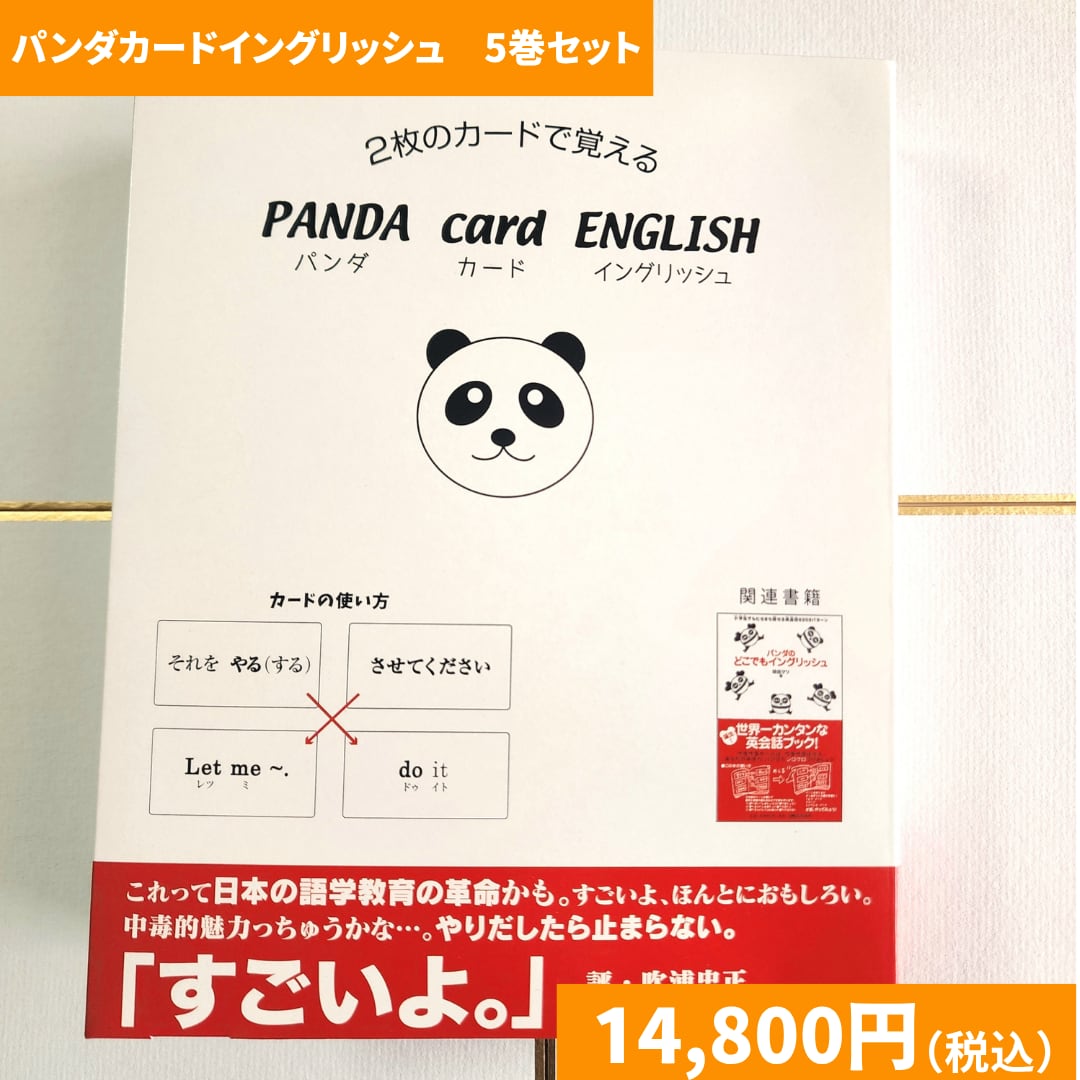 パンダカードイングリッシュ　5巻セット
2枚のカードで覚える
PANDA card ENGLISH
パンダ カード イングリッシュ
カードの使い方
それを やる(する)
させてください
Let me ~.
レツ ミ
do it
ドゥ イト
関連書籍
パンダの
どこでもイングリッシュ
世界一カンタンな
英会話ブック!
これって日本の語学教育の革命かも。すごいよ、ほんとにおもしろい。
中毒的魅力っちゅうかな…。やりだしたら止まらない。
「すごいよ。」
評・吹浦忠正
14,800円(税込)